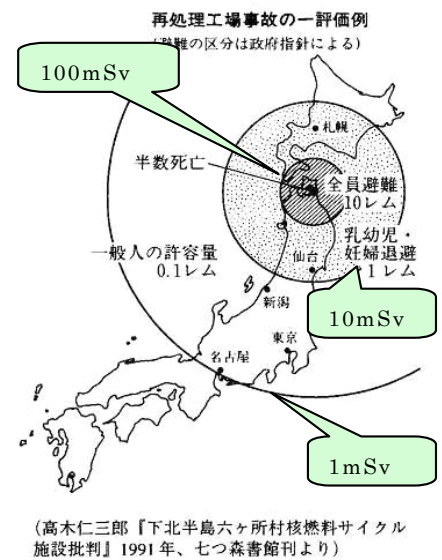 再処理工場事故の一評価例
(避難の区分は政府指針による)
100mSv
札幌
半数死亡
全員避難
10レム
乳幼児・
妊婦退避
1レム
一般人の許容量
0.1レム
仙台
新潟
10mSv
東京
名古屋
1mSv
(高木仁三郎『下北半島六ヶ所村核燃料サイクル
施設批判』1991年、七つ森書館刊より)